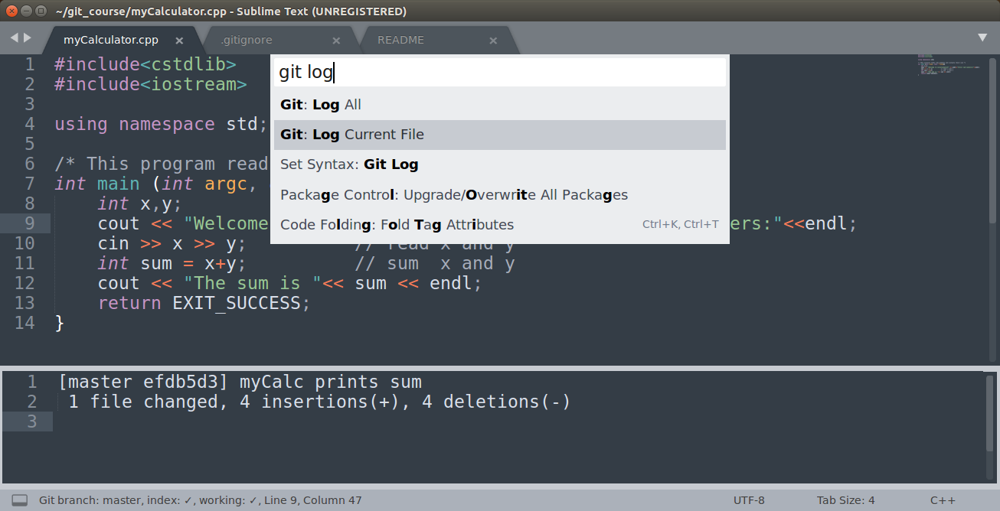 ~/git_course/myCalculator.cpp - Sublime Text (UNREGISTERED)
myCalculator.cpp × .gitignore × README ×
git log
Git: Log All
Git: Log Current File
Set Syntax: Git Log
Package Control: Upgrade/Overwrite All Packages
Code Folding: Fold Tag Attributes Ctrl+K, Ctrl+T
1 #include<cstdlib>
2 #include<iostream>
3
4 using namespace std;
5
6 /* This program read
7 int main (int argc,
8 int x,y;
9 cout << "Welcome ers:"<<endl;
10 cin >> x >> y; // read x and y
11 int sum = x+y; // sum  x and y
12 cout << "The sum is "<< sum << endl;
13 return EXIT_SUCCESS;
14 }
1 [master efdb5d3] myCalc prints sum
2 1 file changed, 4 insertions(+), 4 deletions(-)
3
Git branch: master, index: ✓, working: ✓, Line 9, Column 47 UTF-8 Tab Size: 4 C++